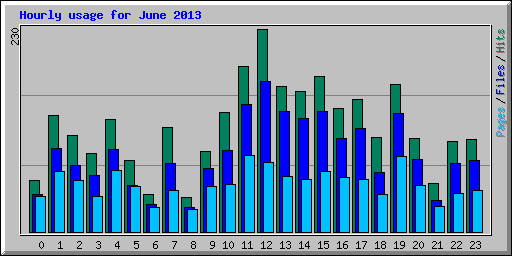 Hourly usage for June 2013
230
Pages / Files / Hits
0 1 2 3 4 5 6 7 8 9 10 11 12 13 14 15 16 17 18 19 20 21 22 23